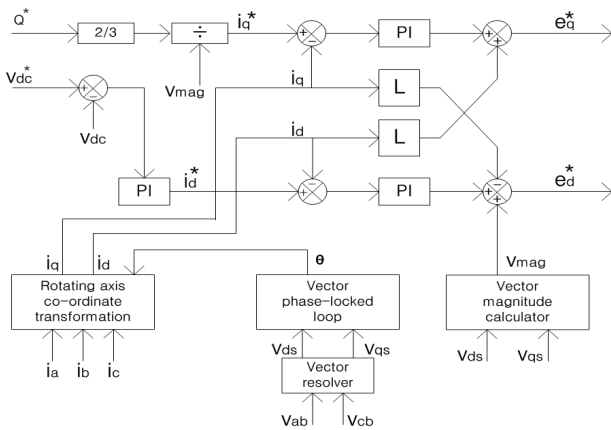 Q* 2/3 ÷ iq* + − PI + + eq*
Vdc* + − Vmag iq L
Vdc id L
PI id* + − PI + − + ed*
iq id θ Vmag
Rotating axis
co-ordinate
transformation
Vector
phase-locked
loop
Vector
magnitude
calculator
ia ib ic
Vds Vqs
Vds Vqs
Vector
resolver
Vab Vcb